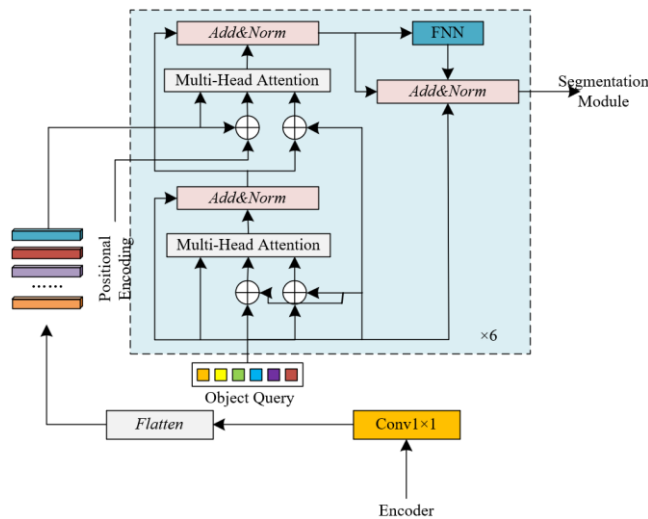 Add&Norm
FNN
Multi-Head Attention
Add&Norm
Segmentation
Module
Add&Norm
Positional
Encoding
Multi-Head Attention
......
×6
Object Query
Flatten
Conv1×1
Encoder